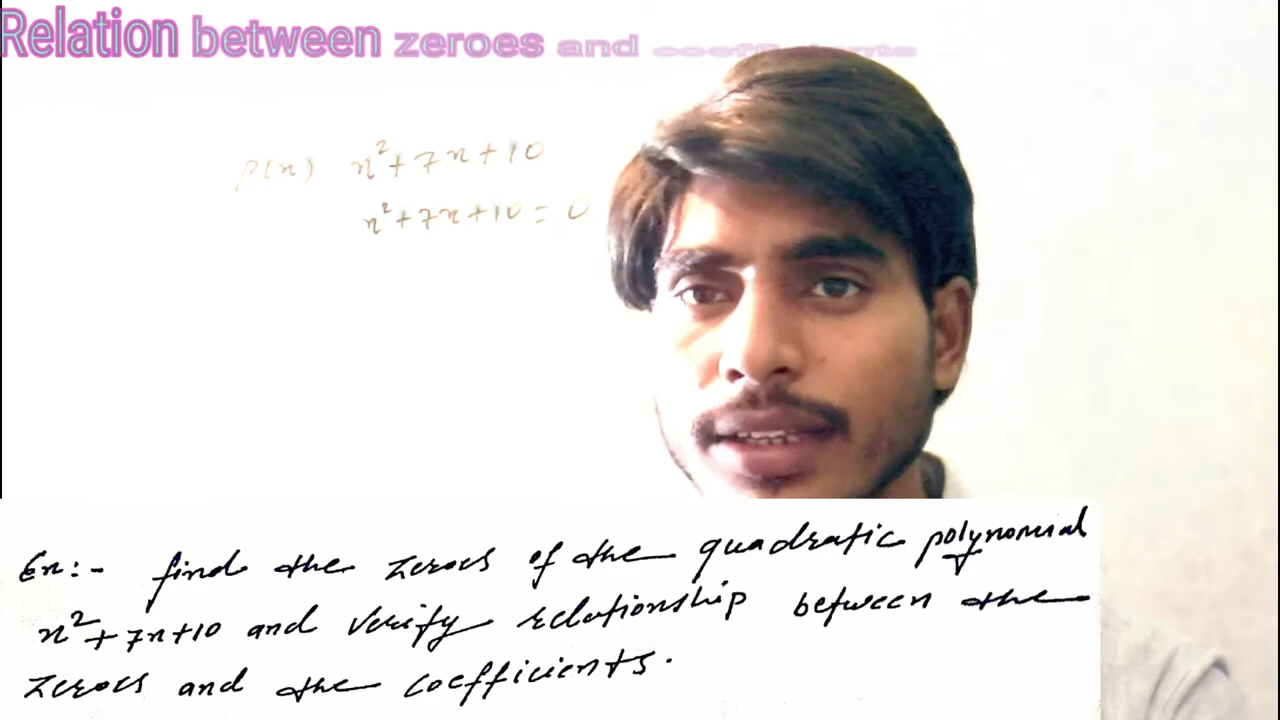 Relation between zeroes and coefficients
P(x) x²+7x+10
x²+7x+10=0
Ex:- find the zeroes of the quadratic polynomial
x²+7x+10 and verify relationship between the
zeroes and the coefficients.